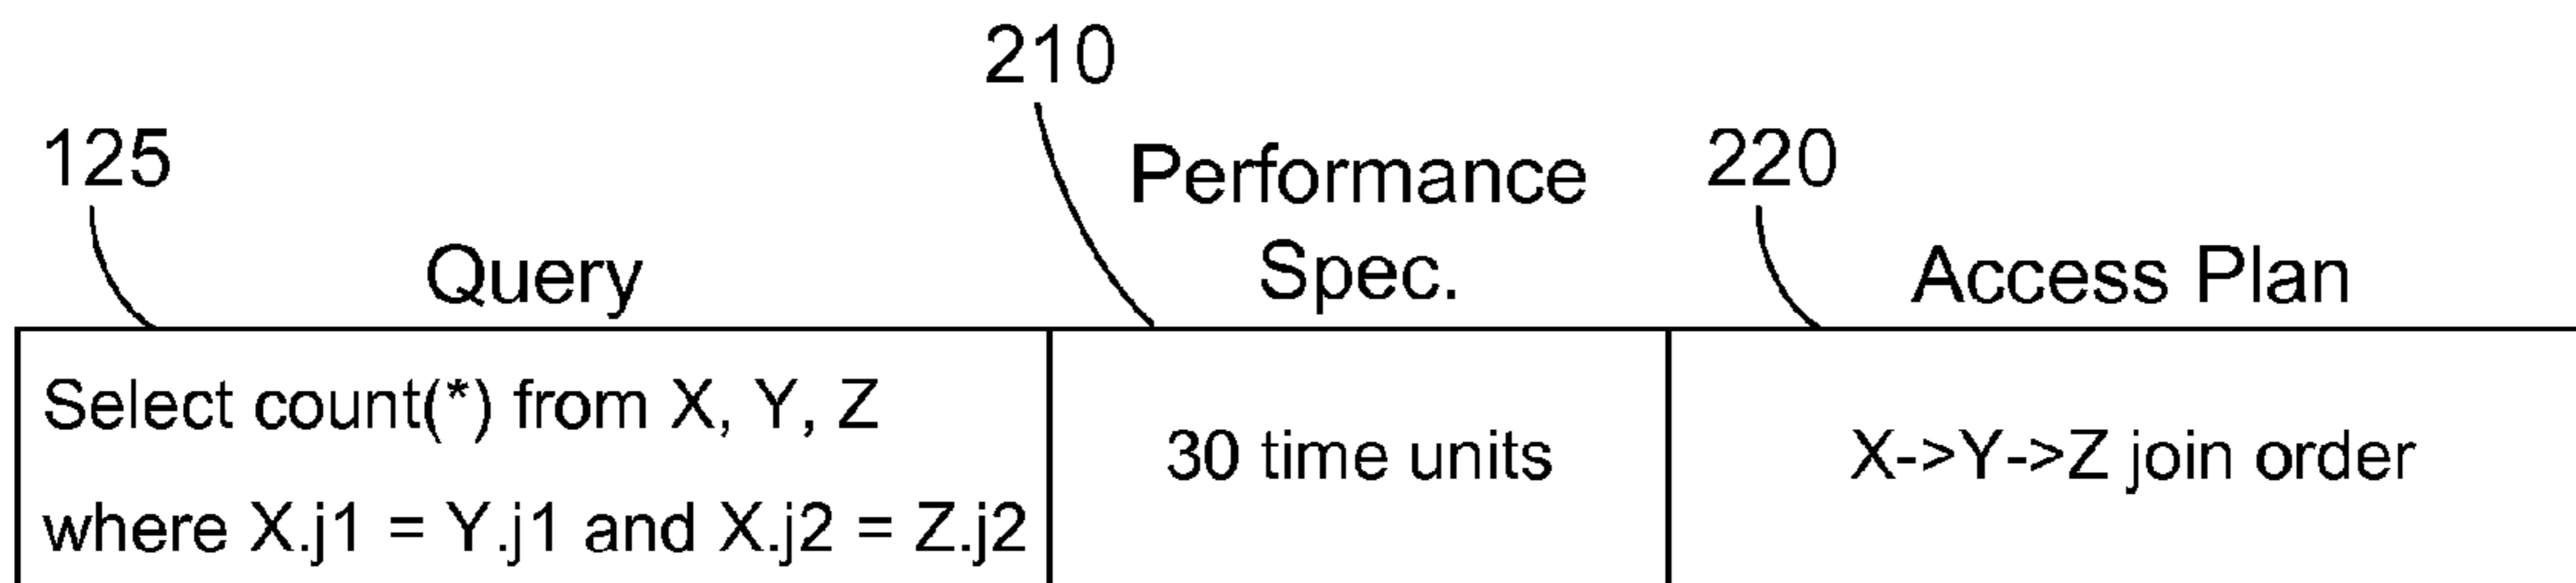 210
125
Performance
220
Query
Spec.
Access Plan
Select count(*) from X, Y, Z
30 time units
X->Y->Z join order
where X.j1 = Y.j1 and X.j2 = Z.j2